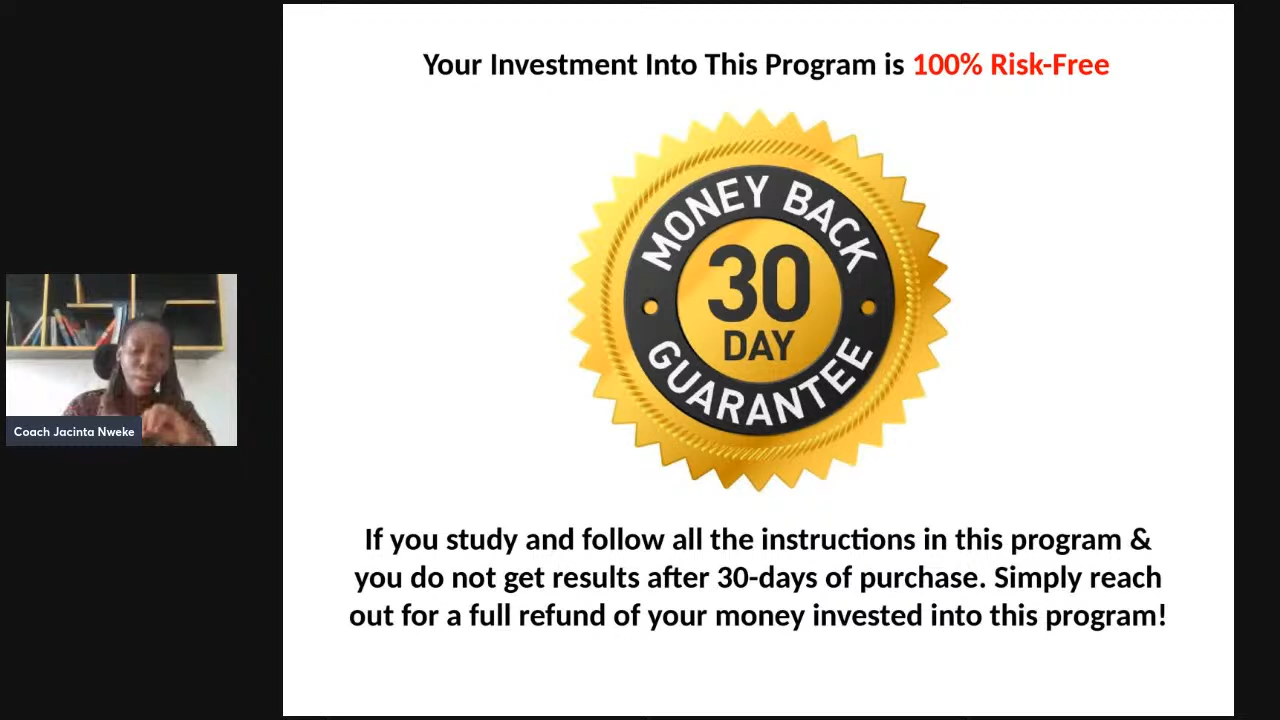 Your Investment Into This Program is 100% Risk-Free
MONEY BACK
30
DAY
GUARANTEE
Coach Jacinta Nweke
If you study and follow all the instructions in this program &
you do not get results after 30-days of purchase. Simply reach
out for a full refund of your money invested into this program!